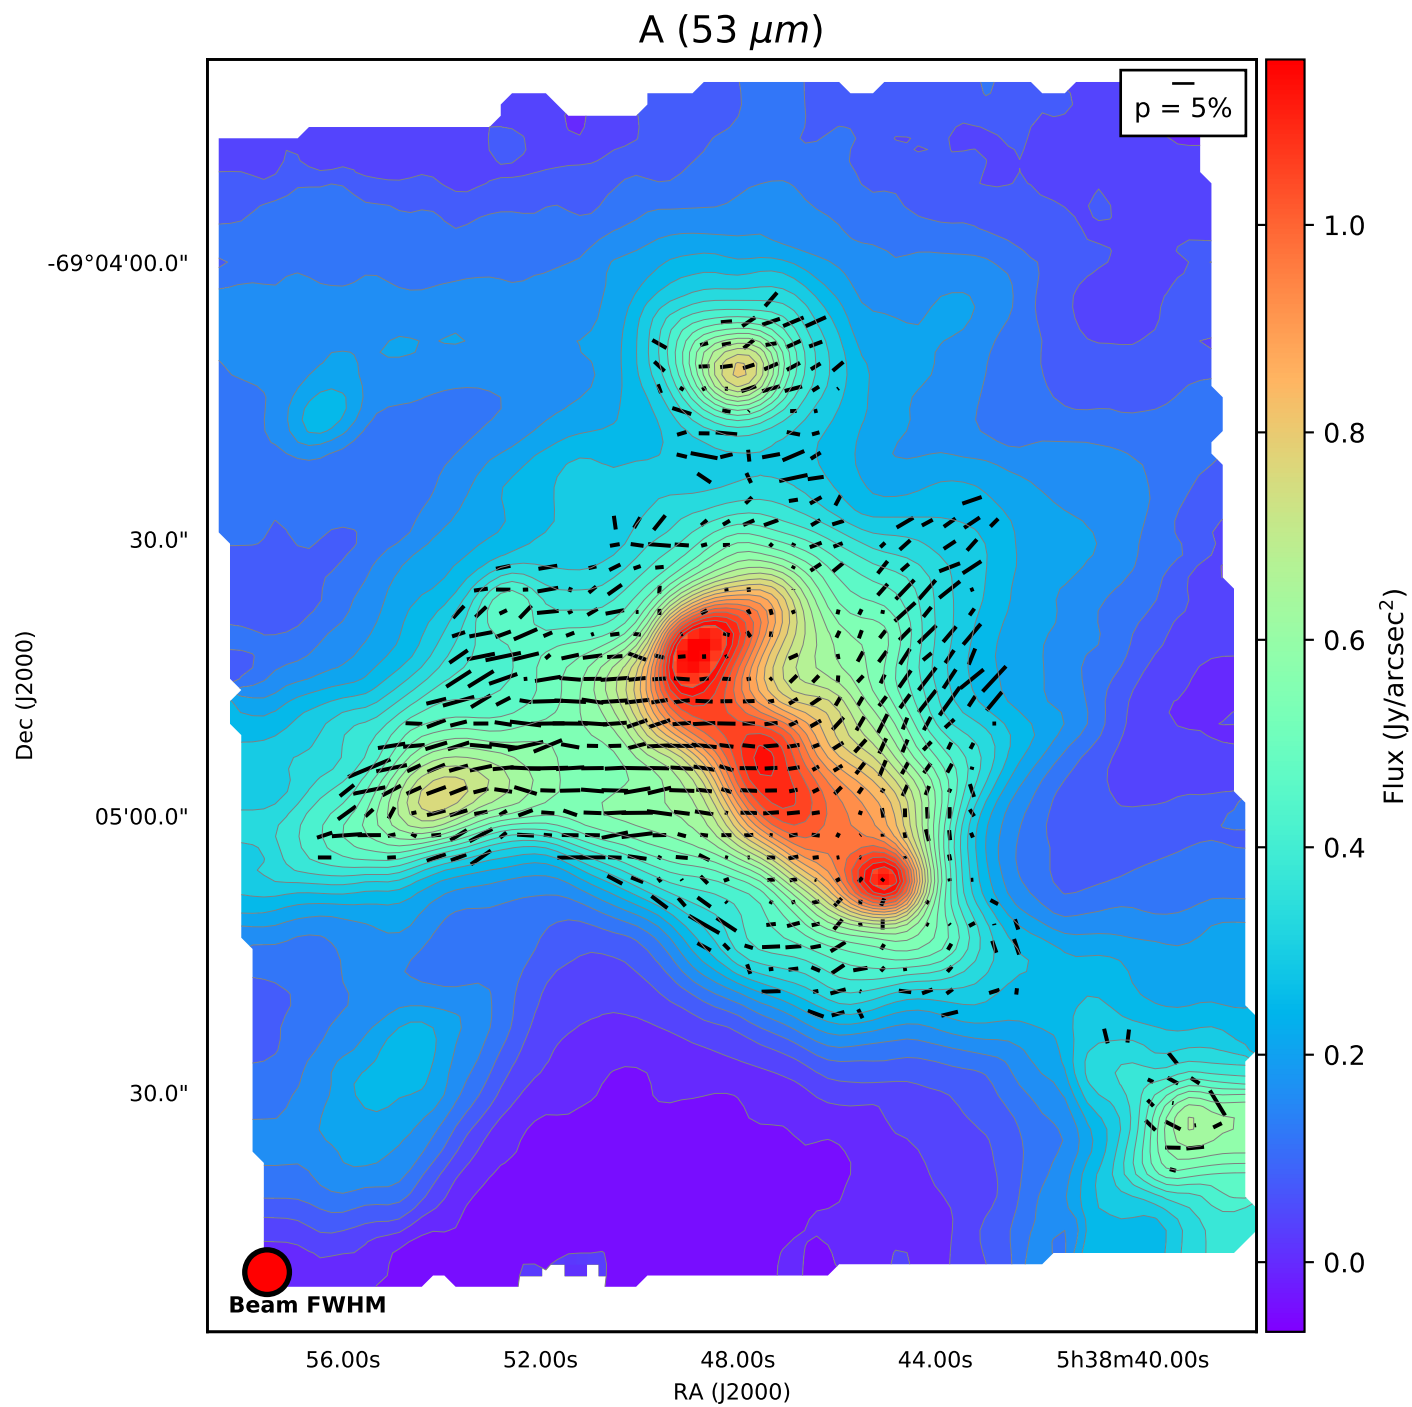 A (53 μm)
p = 5%
-69°04'00.0"
30.0"
05'00.0"
30.0"
Dec (J2000)
1.0
0.8
0.6
0.4
0.2
0.0
Flux (Jy/arcsec²)
Beam FWHM
56.00s 52.00s 48.00s 44.00s 5h38m40.00s
RA (J2000)